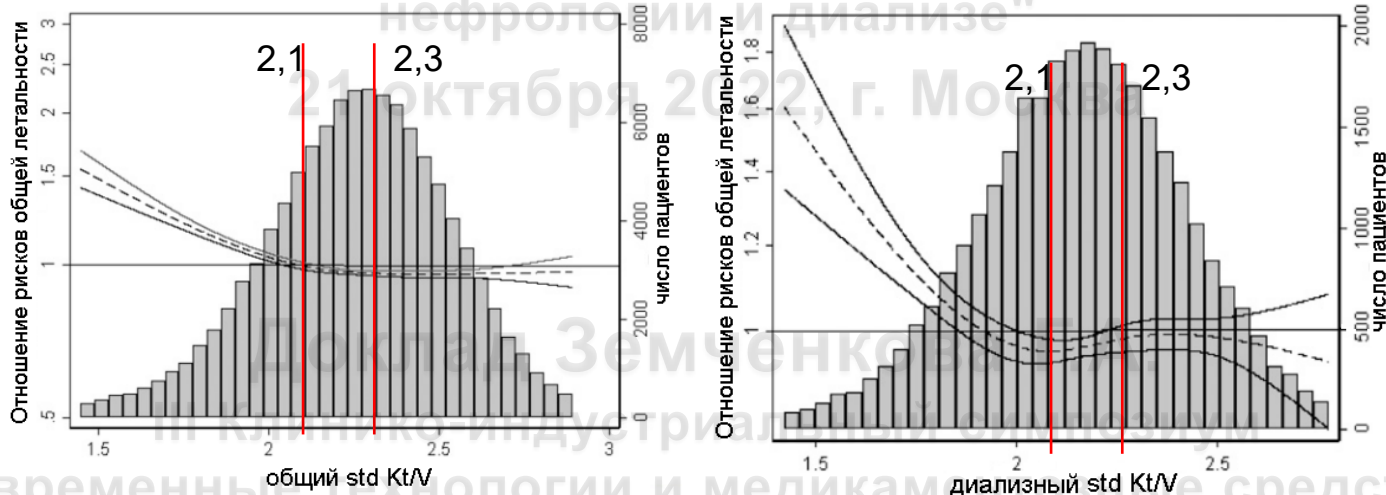 нефрологии и диализе"
21 октября 2022, г. Москва
Доклад Земченкова
III Клинико-индустриальный симпозиум
временные технологии и медикаментозные средс
Отношение рисков общей летальности
3
2.5
2
1.5
1
.5
2,1
2,3
8000
6000
4000
2000
0
число пациентов
1.5
2
2.5
3
общий std Kt/V
Отношение рисков общей летальности
1.8
1.6
1.4
1.2
1
2,1
2,3
2000
1500
1000
500
0
число пациентов
1.5
2
2.5
диализный std Kt/V